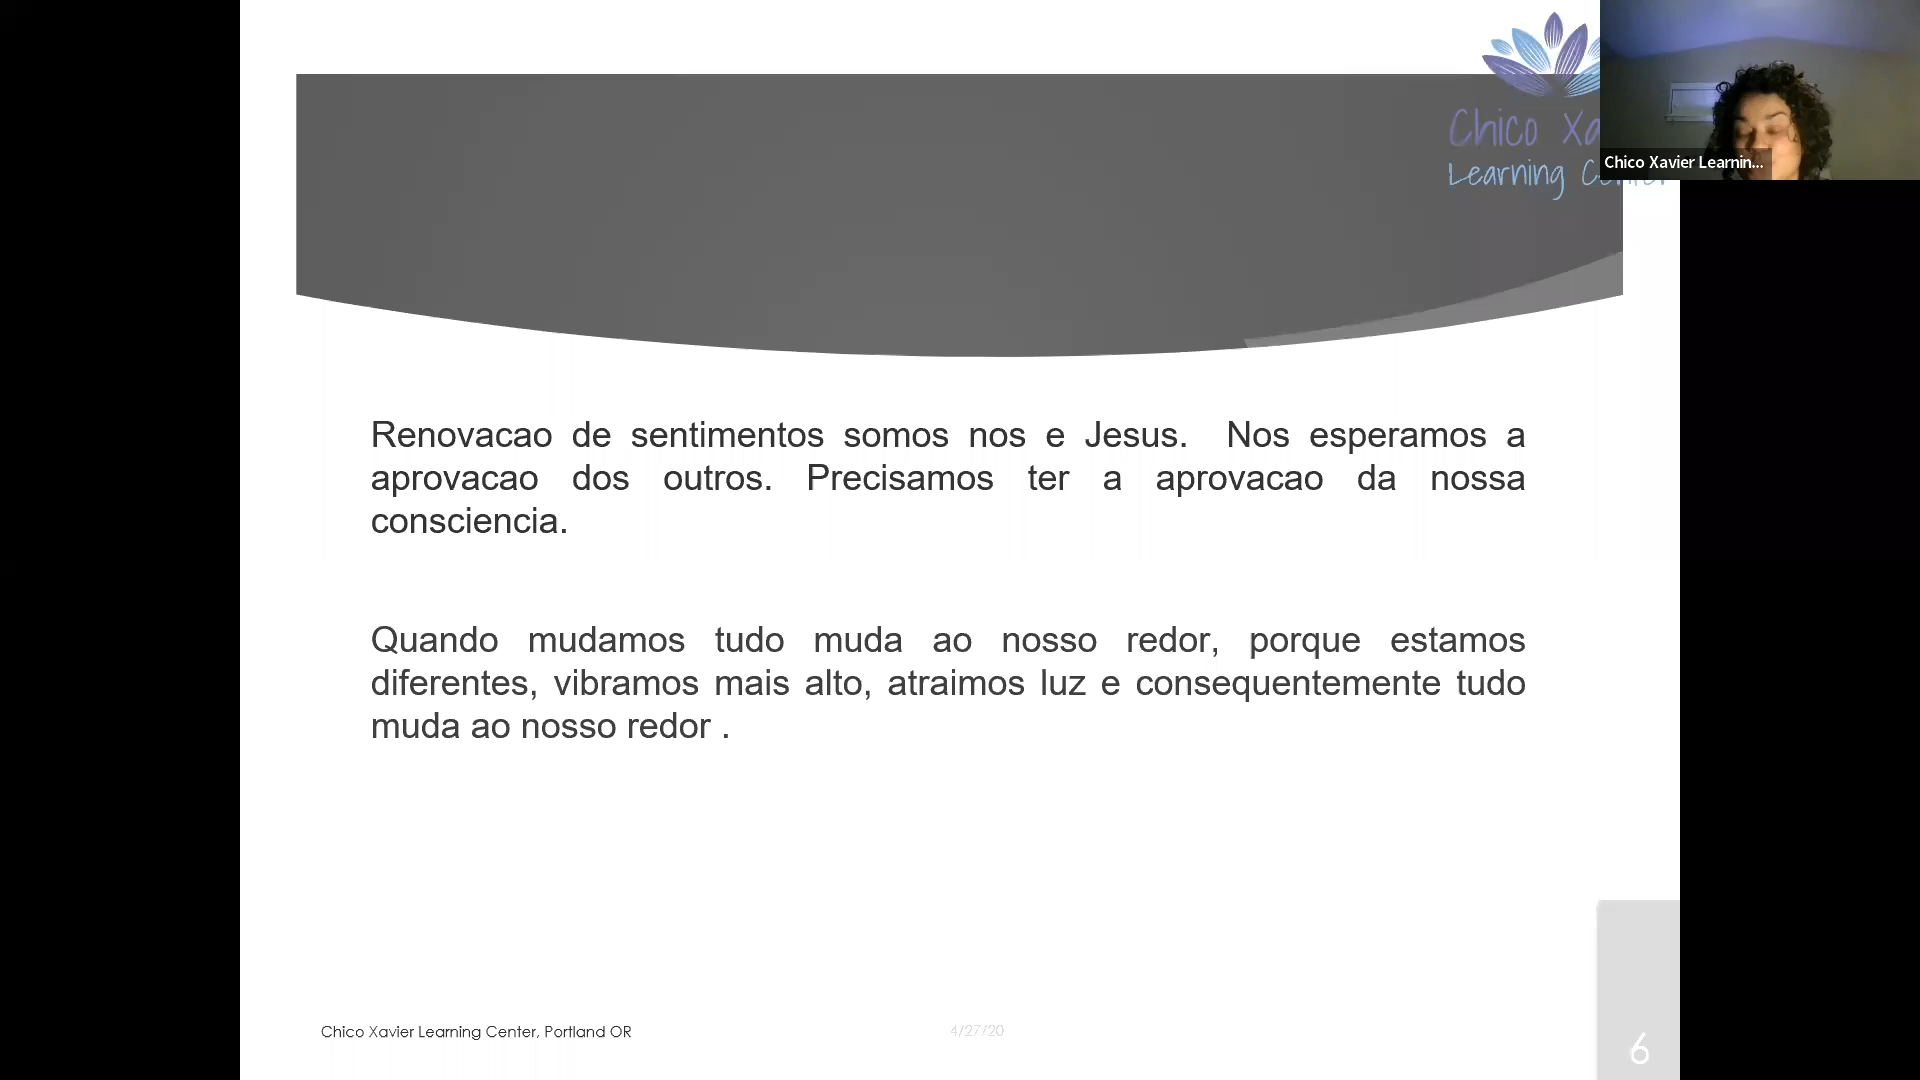 Chico
Learning
Chico Xavier Learnin...
Renovacao de sentimentos somos nos e Jesus. Nos esperamos a
aprovacao dos outros. Precisamos ter a aprovacao da nossa
consciencia.
Quando mudamos tudo muda ao nosso redor, porque estamos
diferentes, vibramos mais alto, atraimos luz e consequentemente tudo
muda ao nosso redor .
Chico Xavier Learning Center, Portland OR
4/27/20
6